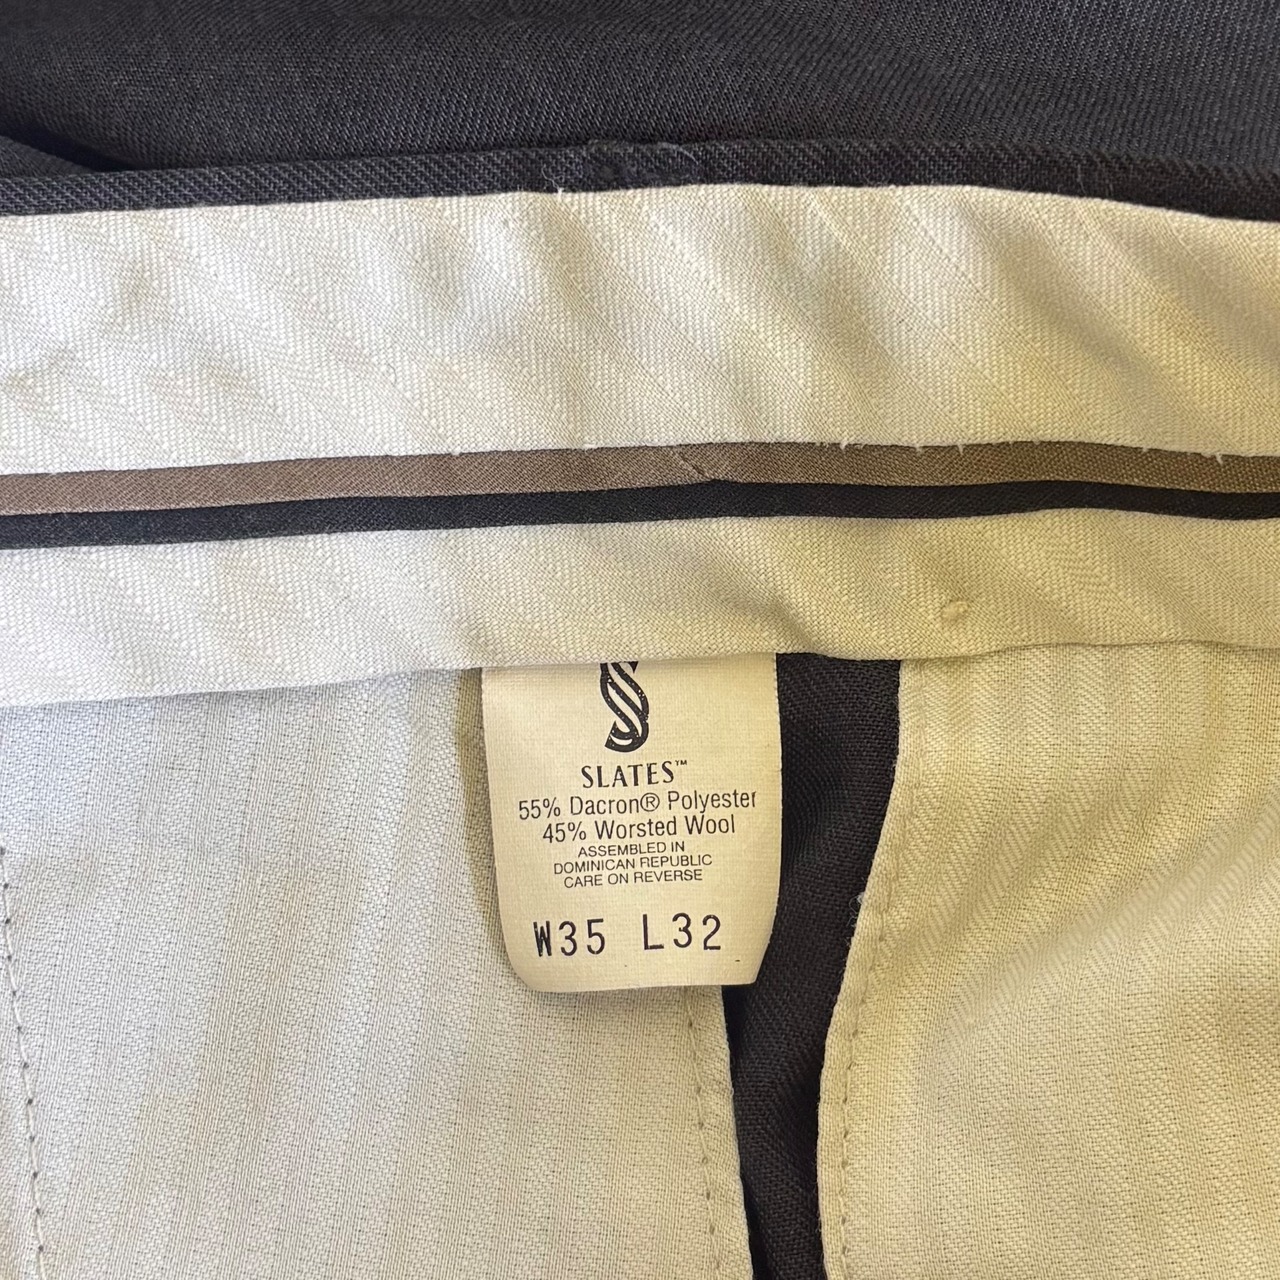 SLATES™
55% Dacron® Polyester
45% Worsted Wool
ASSEMBLED IN
DOMINICAN REPUBLIC
CARE ON REVERSE
W35 L32